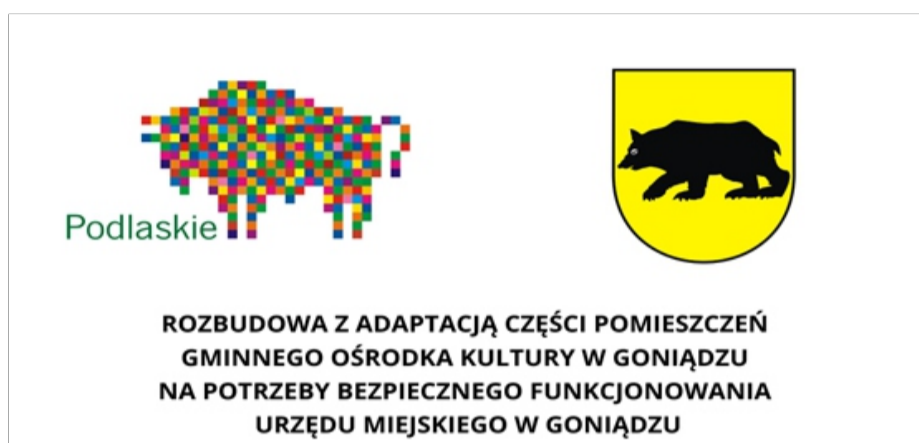 Podlaskie
ROZBUDOWA Z ADAPTACJĄ CZĘŚCI POMIESZCZEŃ
GMINNEGO OŚRODKA KULTURY W GONIĄDZU
NA POTRZEBY BEZPIECZNEGO FUNKCJONOWANIA
URZĘDU MIEJSKIEGO W GONIĄDZU